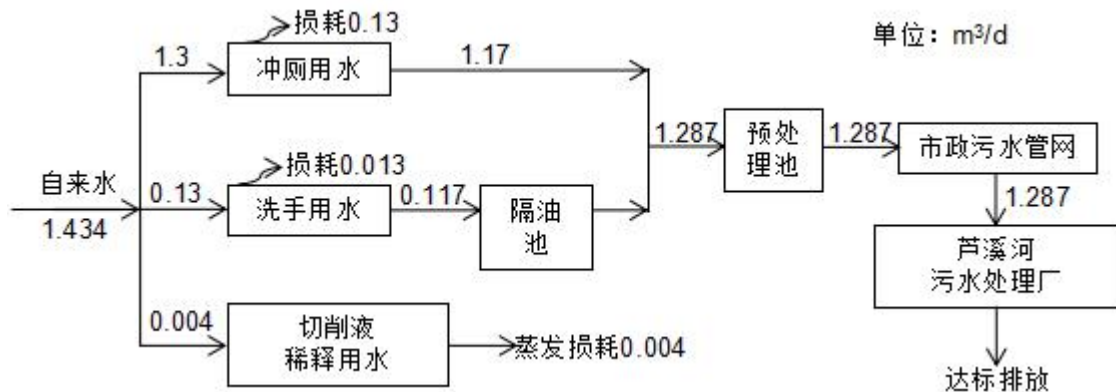 损耗0.13
单位：m³/d
1.3
冲厕用水
1.17
1.287
预处
理池
1.287
市政污水管网
自来水
1.434
0.13
损耗0.013
洗手用水
0.117
隔油
池
1.287
芦溪河
污水处理厂
0.004
切削液
稀释用水
蒸发损耗0.004
达标排放